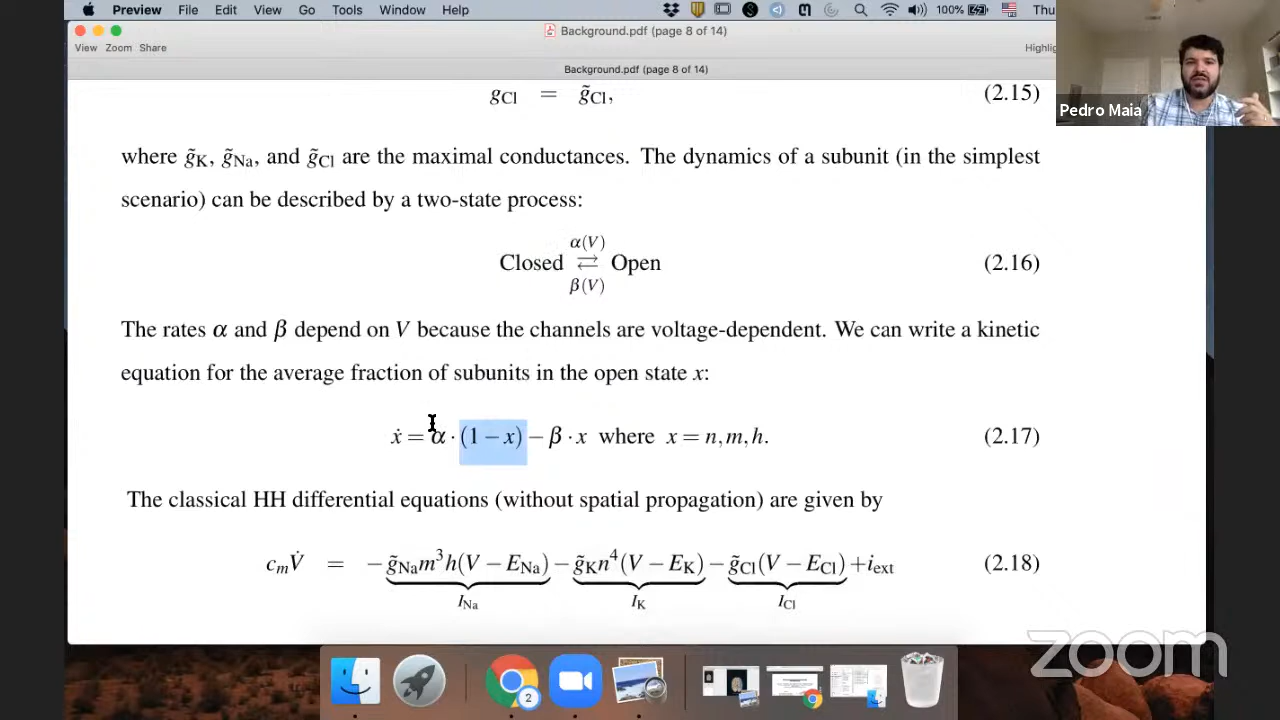 Preview File Edit View Go Tools Window Help 100% Thu
Background.pdf (page 8 of 14)
View Zoom Share Highlig
Background.pdf (page 8 of 14)
Pedro Maia
g_Cl = g̃_Cl, (2.15)
where g̃_K, g̃_Na, and g̃_Cl are the maximal conductances. The dynamics of a subunit (in the simplest
scenario) can be described by a two-state process:
α(V)
Closed ⇄ Open (2.16)
β(V)
The rates α and β depend on V because the channels are voltage-dependent. We can write a kinetic
equation for the average fraction of subunits in the open state x:
ẋ = α · (1 − x) − β · x where x = n, m, h. (2.17)
The classical HH differential equations (without spatial propagation) are given by
c_m V̇ = −g̃_Na m³h(V − E_Na) − g̃_K n⁴(V − E_K) − g̃_Cl(V − E_Cl) + i_ext (2.18)
I_Na I_K I_Cl
zoom
2